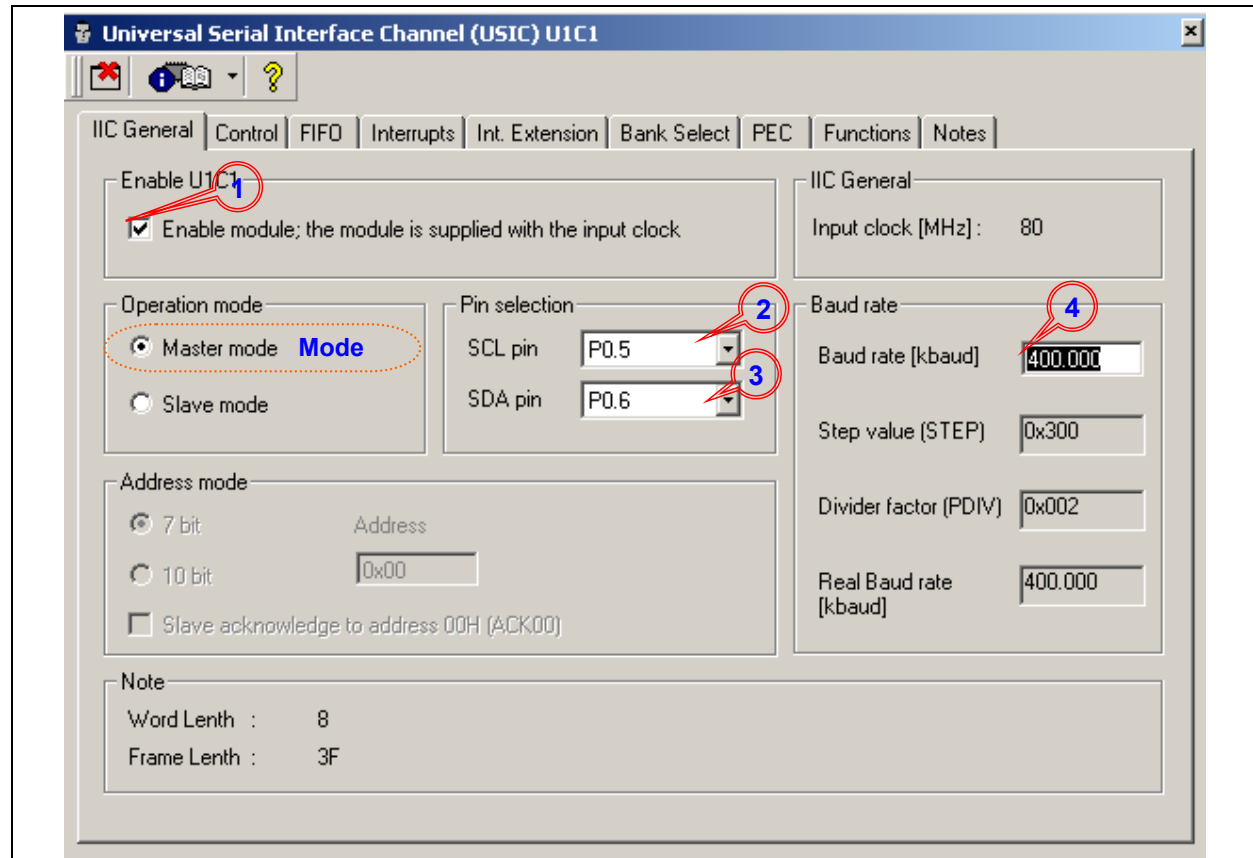 Universal Serial Interface Channel (USIC) U1C1
IIC General Control FIFO Interrupts Int. Extension Bank Select PEC Functions Notes
Enable U1C1
1
Enable module; the module is supplied with the input clock
IIC General
Input clock [MHz] : 80
Operation mode
Master mode Mode
Slave mode
Pin selection
2
SCL pin P0.5
3
SDA pin P0.6
Baud rate
4
Baud rate [kbaud] 400.000
Step value (STEP) 0x300
Divider factor (PDIV) 0x002
Real Baud rate 400.000
[kbaud]
Address mode
7 bit Address
10 bit 0x00
Slave acknowledge to address 00H (ACK00)
Note
Word Lenth : 8
Frame Lenth : 3F